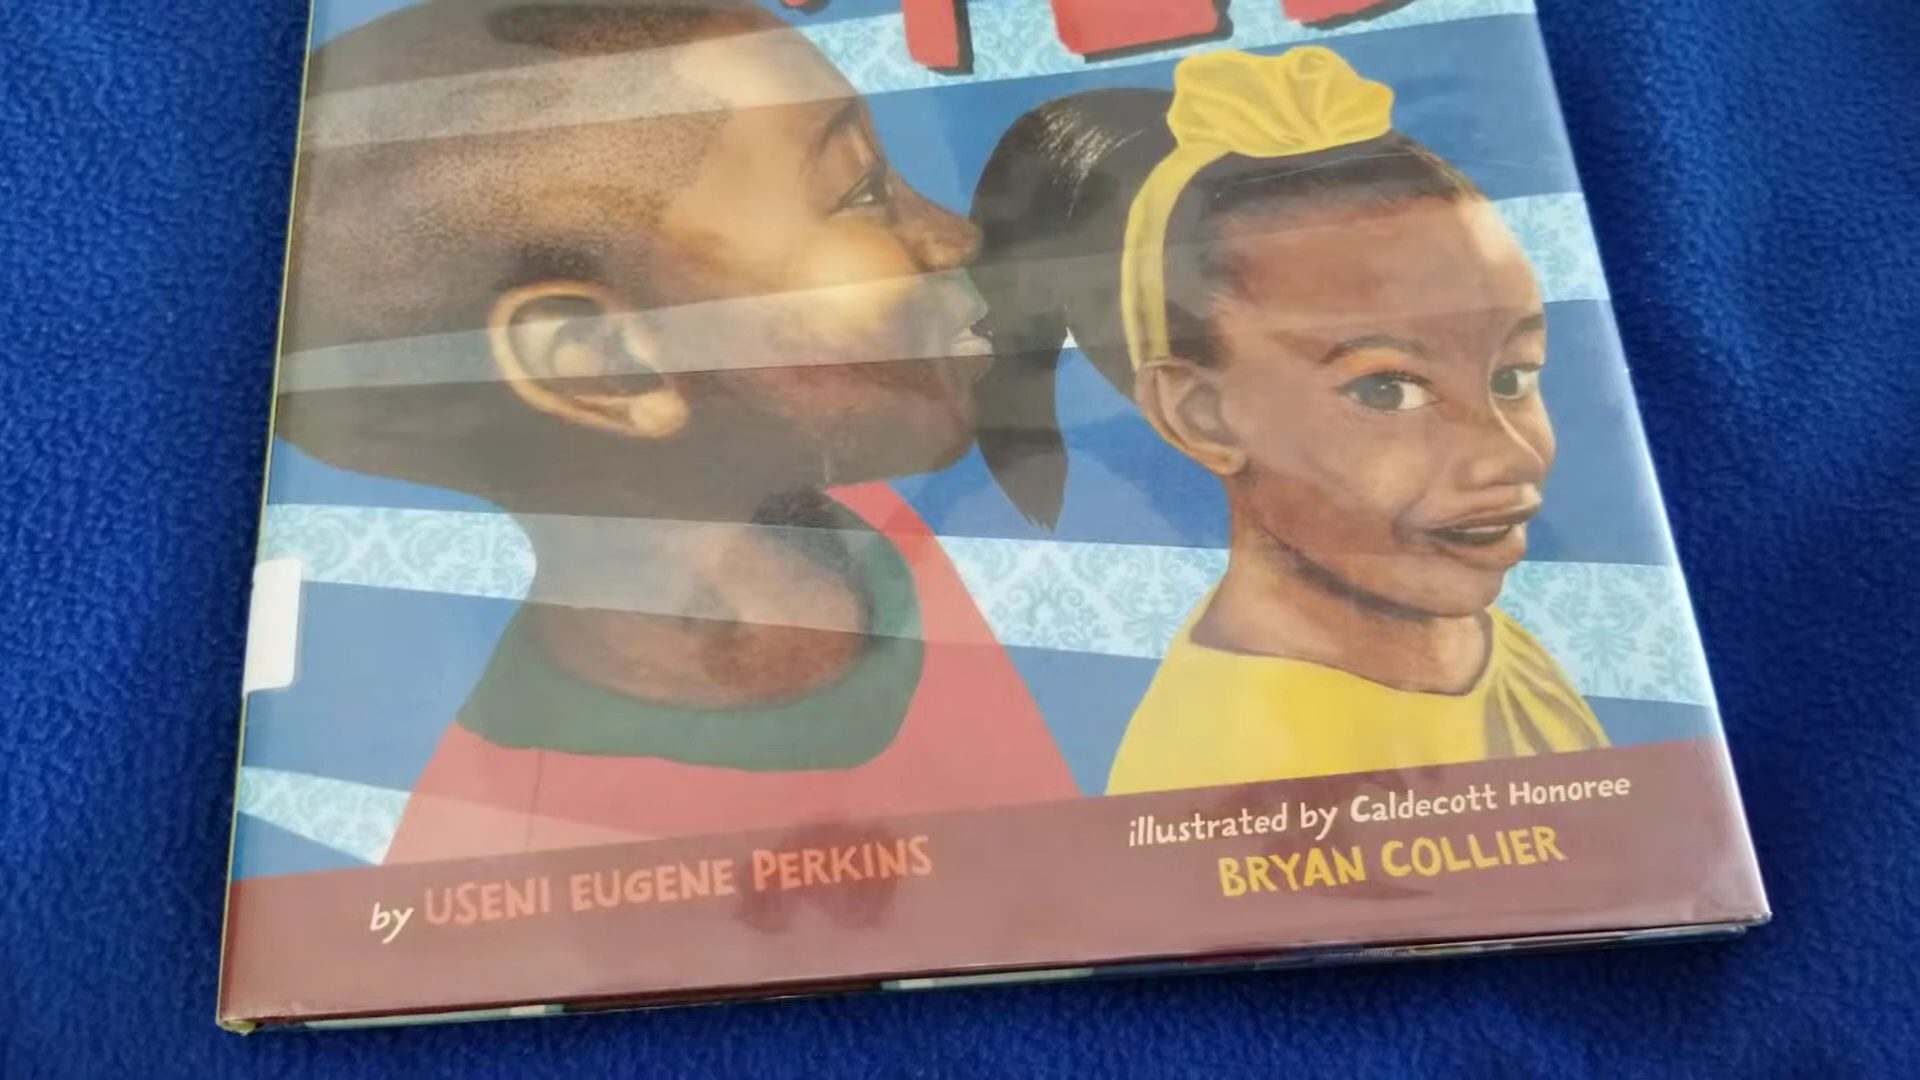 by USENI EUGENE PERKINS
illustrated by Caldecott Honoree
BRYAN COLLIER